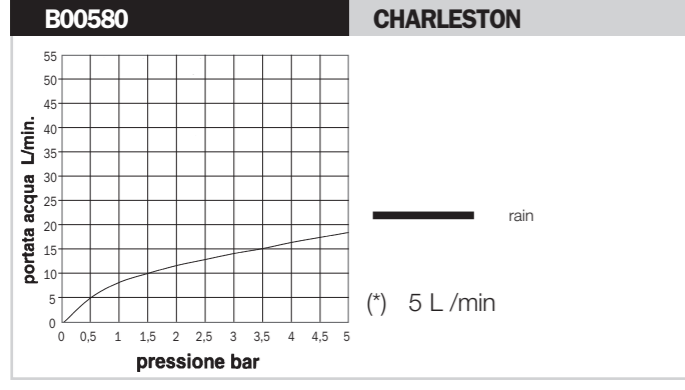 B00580 CHARLESTON
portata acqua L/min.
55
50
45
40
35
30
25
20
15
10
5
0
0 0,5 1 1,5 2 2,5 3 3,5 4 4,5 5
pressione bar
rain
(*) 5 L /min